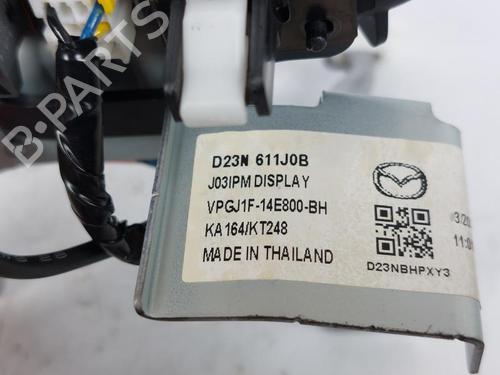 D23N 611J0B
J03IPM DISPLAY
VPGJ1F-14E800-BH
KA164/KT248
MADE IN THAILAND
D23NBHPXY3
B-PARTS